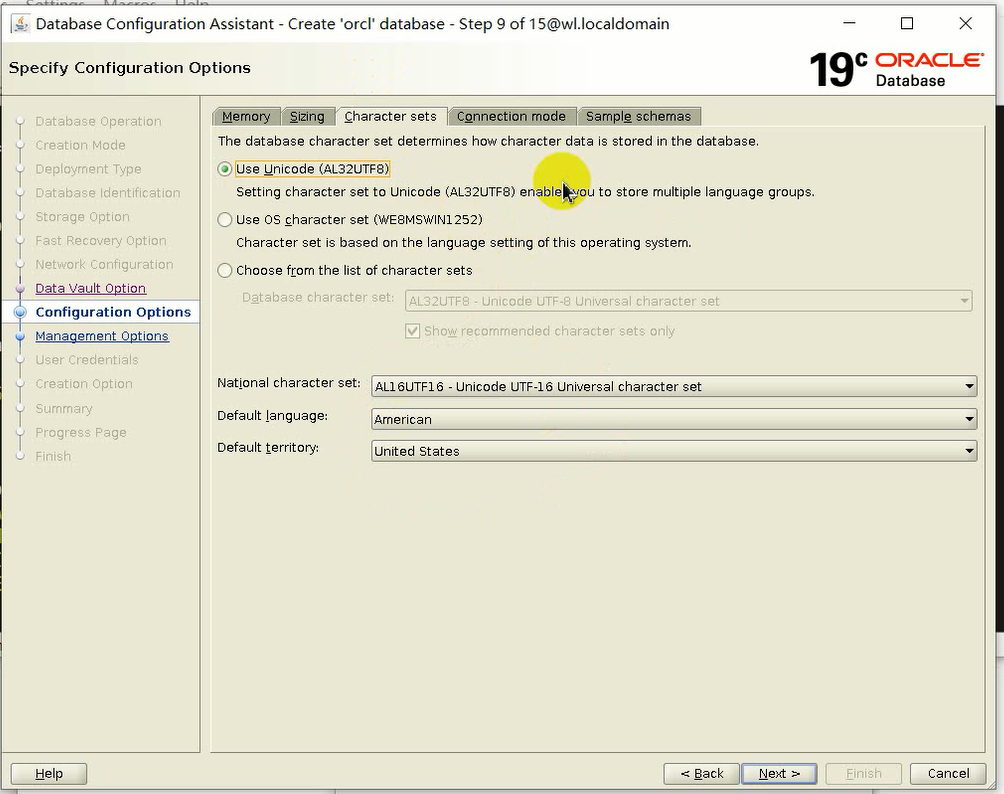 Settings Macros Help
Database Configuration Assistant - Create 'orcl' database - Step 9 of 15@wl.localdomain
Specify Configuration Options
19c ORACLE Database
Database Operation
Creation Mode
Deployment Type
Database Identification
Storage Option
Fast Recovery Option
Network Configuration
Data Vault Option
Configuration Options
Management Options
User Credentials
Creation Option
Summary
Progress Page
Finish
Memory Sizing Character sets Connection mode Sample schemas
The database character set determines how character data is stored in the database.
Use Unicode (AL32UTF8)
Setting character set to Unicode (AL32UTF8) enables you to store multiple language groups.
Use OS character set (WE8MSWIN1252)
Character set is based on the language setting of this operating system.
Choose from the list of character sets
Database character set: AL32UTF8 - Unicode UTF-8 Universal character set
Show recommended character sets only
National character set: AL16UTF16 - Unicode UTF-16 Universal character set
Default language: American
Default territory: United States
Help < Back Next > Finish Cancel